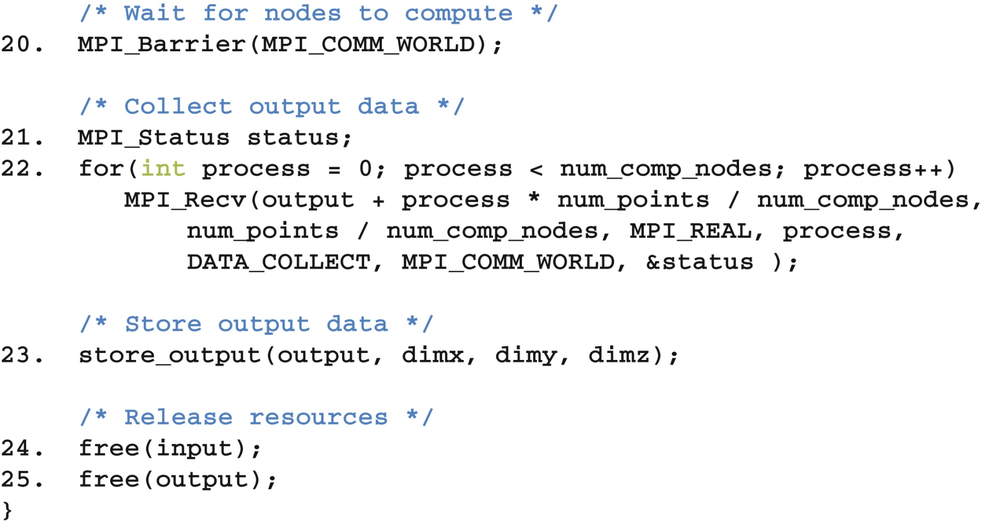 /* Wait for nodes to compute */
20. MPI_Barrier(MPI_COMM_WORLD);
/* Collect output data */
21. MPI_Status status;
22. for(int process = 0; process < num_comp_nodes; process++)
MPI_Recv(output + process * num_points / num_comp_nodes,
num_points / num_comp_nodes, MPI_REAL, process,
DATA_COLLECT, MPI_COMM_WORLD, &status );
/* Store output data */
23. store_output(output, dimx, dimy, dimz);
/* Release resources */
24. free(input);
25. free(output);
}